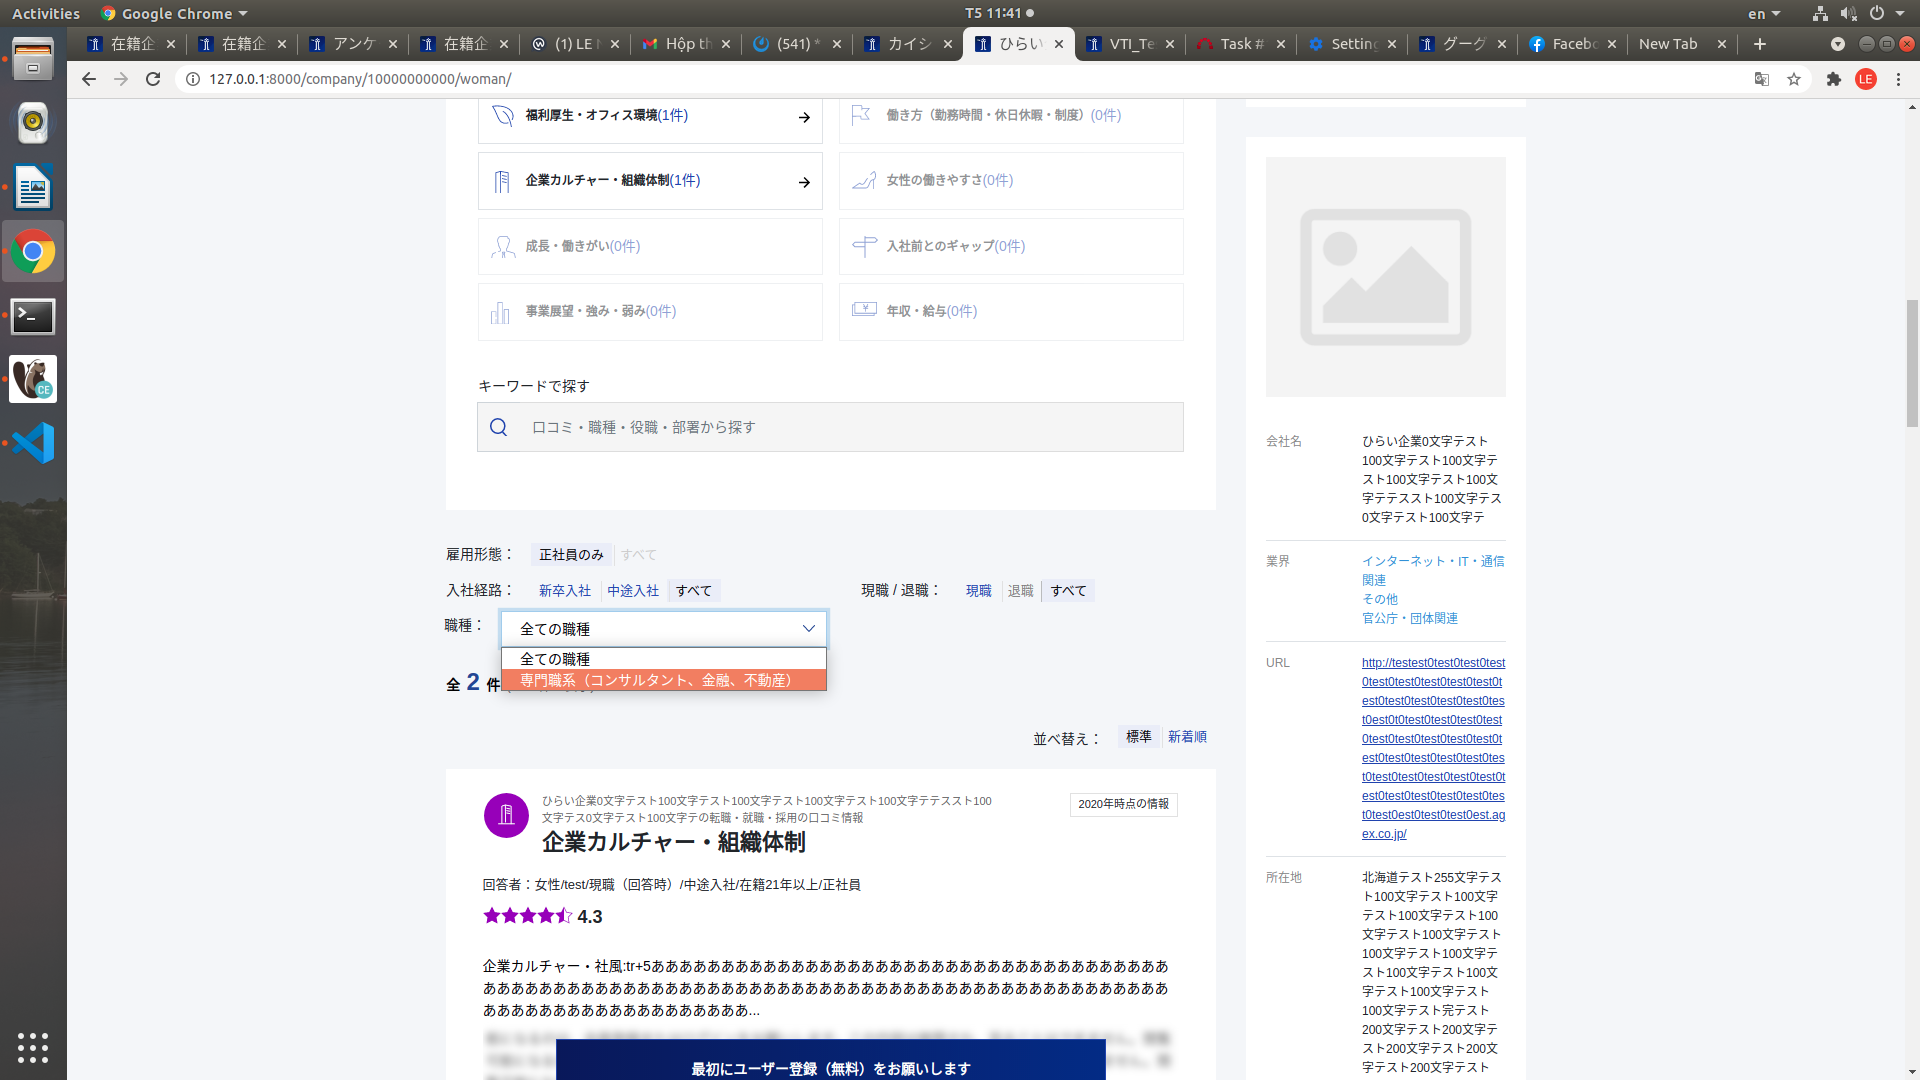 Activities
Google Chrome
T5 11:41
en
在籍企
在籍企
アンケ
在籍企
(1) LE
Hộp th
(541) *
カイシ
ひらい
VTI_Te
Task #
Setting
グーグ
Facebo
New Tab
127.0.0.1:8000/company/10000000000/woman/
LE
福利厚生・オフィス環境(1件)
働き方（勤務時間・休日休暇・制度）(0件)
企業カルチャー・組織体制(1件)
女性の働きやすさ(0件)
成長・働きがい(0件)
入社前とのギャップ(0件)
事業展望・強み・弱み(0件)
年収・給与(0件)
キーワードで探す
口コミ・職種・役職・部署から探す
雇用形態：
正社員のみ
すべて
入社経路：
新卒入社
中途入社
すべて
現職 / 退職：
現職
退職
すべて
職種：
全ての職種
全ての職種
専門職系（コンサルタント、金融、不動産）
全 2 件
並べ替え：
標準
新着順
ひらい企業0文字テスト100文字テスト100文字テスト100文字テスト100文字テテススト100
文字テス0文字テスト100文字テの転職・就職・採用の口コミ情報
企業カルチャー・組織体制
2020年時点の情報
回答者：女性/test/現職（回答時）/中途入社/在籍21年以上/正社員
4.3
企業カルチャー・社風:tr+5あああああああああああああああああああああああああああああああああああああ
あああああああああああああああああああああああああああああああああああああああああああああああああ
あああああああああああああああああああ...
最初にユーザー登録（無料）をお願いします
会社名
ひらい企業0文字テスト
100文字テスト100文字テ
スト100文字テスト100文
字テテススト100文字テス
0文字テスト100文字テ
業界
インターネット・IT・通信
関連
その他
官公庁・団体関連
URL
http://testest0test0test0test
0test0test0test0test0test0t
est0test0test0test0test0tes
t0est0t0test0test0test0test
0test0test0test0test0test0t
est0test0test0test0test0tes
t0test0test0test0test0test0t
est0test0test0test0test0tes
t0test0est0test0test0est.ag
ex.co.jp/
所在地
北海道テスト255文字テス
ト100文字テスト100文字
テスト100文字テスト100
文字テスト100文字テスト
100文字テスト100文字テ
スト100文字テスト100文
字テスト100文字テスト
100文字テスト完テスト
200文字テスト200文字テ
スト200文字テスト200文
字テスト200文字テスト